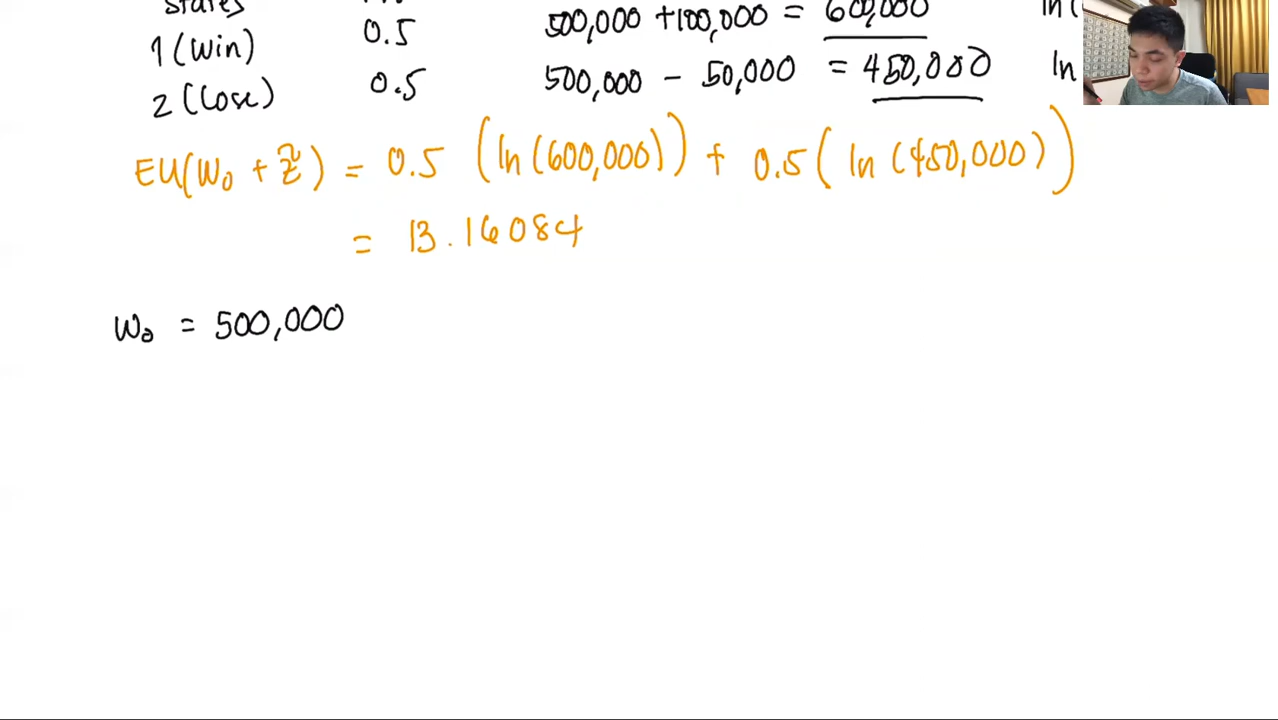 states
500,000 + 100,000 = 600,000 ln(
1 (win) 0.5
500,000 - 50,000 = 450,000 ln
2 (Lose) 0.5
EU(W₀ + z̃) = 0.5 (ln(600,000)) + 0.5 (ln(450,000))
= 13.16084
W₀ = 500,000